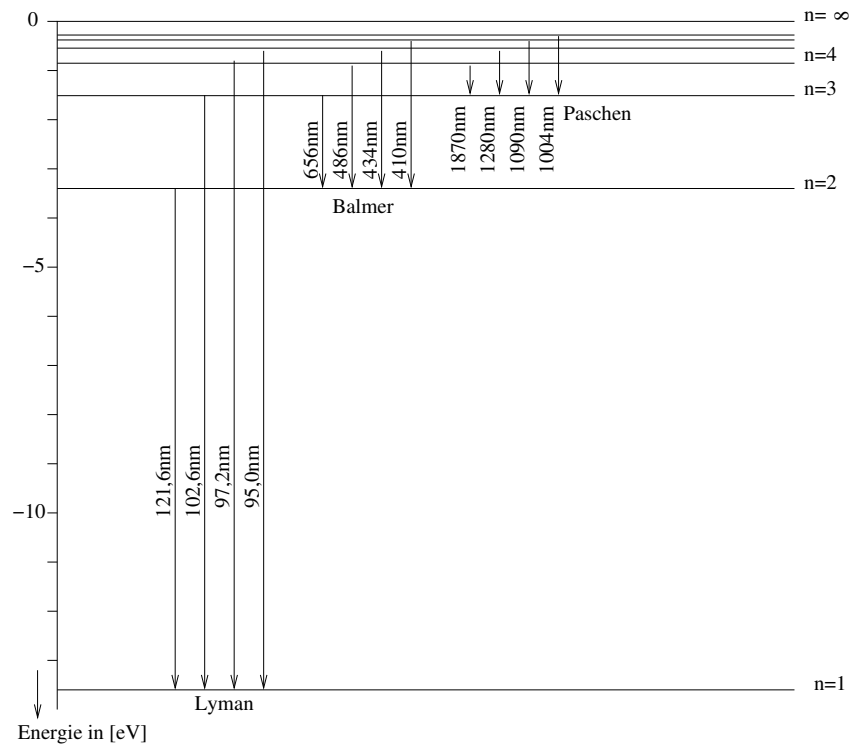 0
n= ∞
n=4
n=3
Paschen
656nm
486nm
434nm
410nm
1870nm
1280nm
1090nm
1004nm
n=2
Balmer
−5
121,6nm
102,6nm
97,2nm
95,0nm
−10
n=1
Lyman
Energie in [eV]